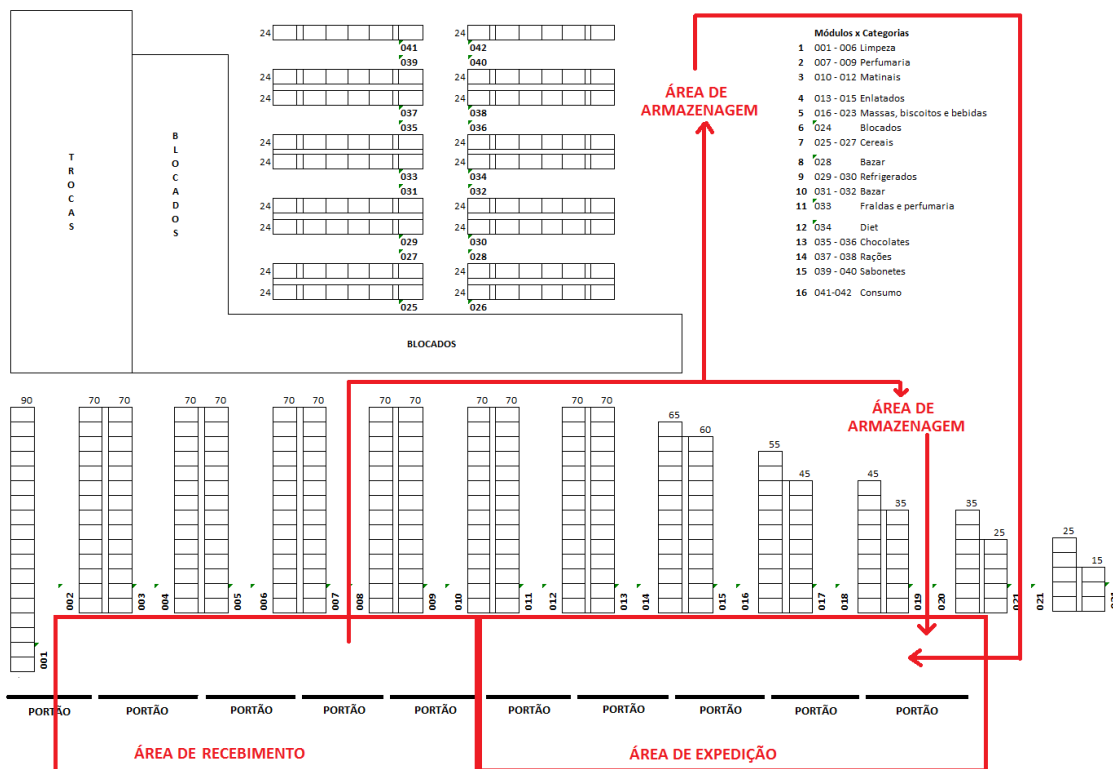 24
041
24
042
039
040
24
24
24
24
037
038
035
036
24
24
24
24
033
034
031
032
24
24
24
24
029
030
027
028
24
24
24
24
025
026
TROCAS
BLOCADOS
BLOCADOS
ÁREA DE
ARMAZENAGEM
Módulos x Categorias
1 001 - 006 Limpeza
2 007 - 009 Perfumaria
3 010 - 012 Matinais
4 013 - 015 Enlatados
5 016 - 023 Massas, biscoitos e bebidas
6 024 Blocados
7 025 - 027 Cereais
8 028 Bazar
9 029 - 030 Refrigerados
10 031 - 032 Bazar
11 033 Fraldas e perfumaria
12 034 Diet
13 035 - 036 Chocolates
14 037 - 038 Rações
15 039 - 040 Sabonetes
16 041-042 Consumo
ÁREA DE
ARMAZENAGEM
90 70 70 70 70 70 70 70 70 70 70 70 70 65 60 55 45 45 35 35 25 25 15
001 002 003 004 005 006 007 008 009 010 011 012 013 014 015 016 017 018 019 020 021 021
PORTÃO PORTÃO PORTÃO PORTÃO PORTÃO PORTÃO PORTÃO PORTÃO PORTÃO PORTÃO
ÁREA DE RECEBIMENTO
ÁREA DE EXPEDIÇÃO